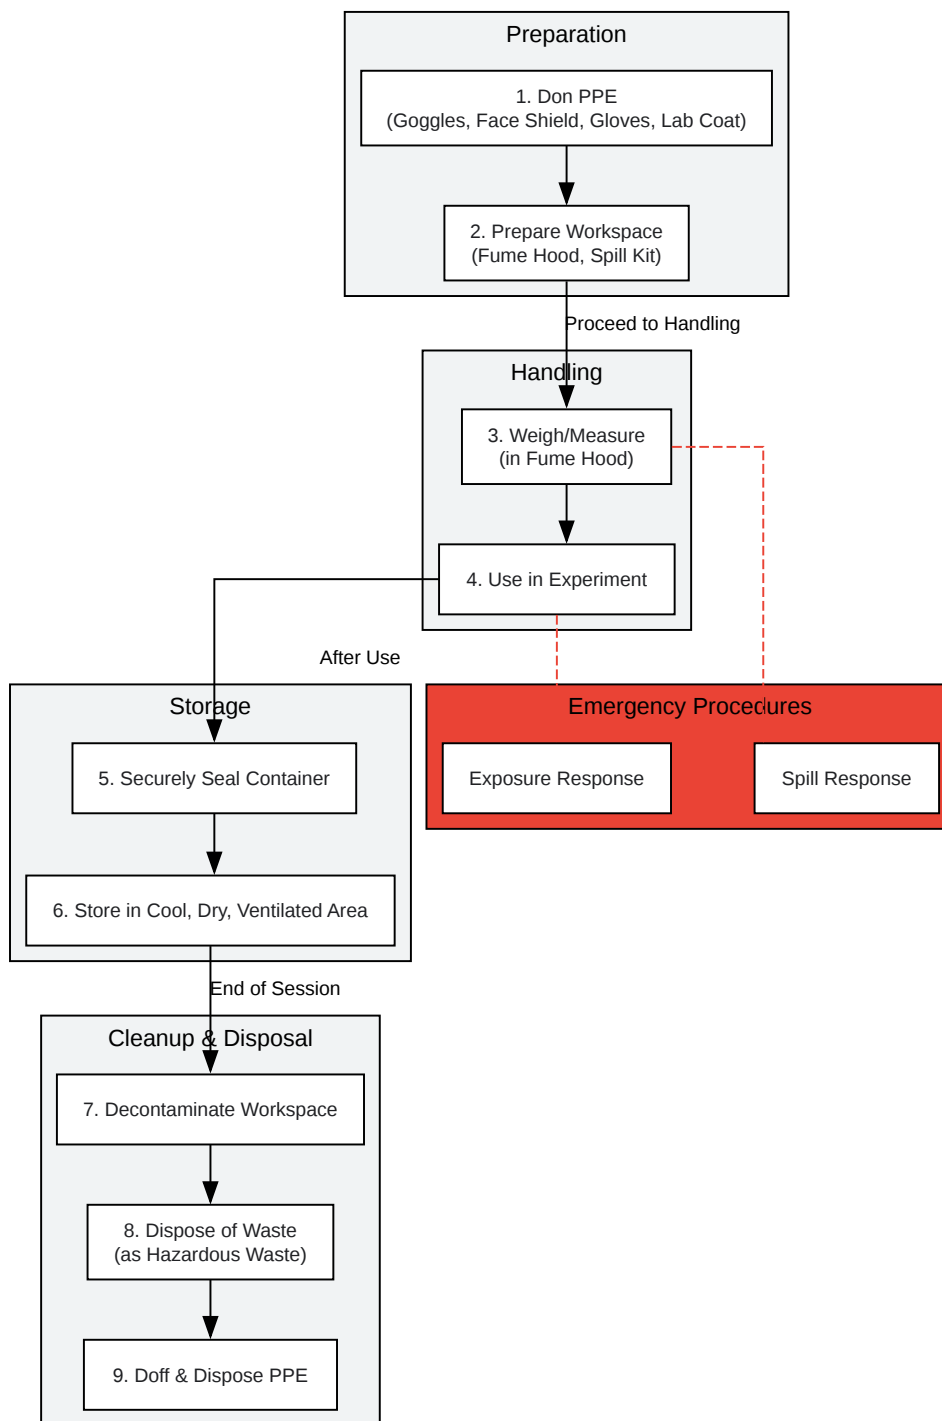 Preparation
1. Don PPE
(Goggles, Face Shield, Gloves, Lab Coat)
2. Prepare Workspace
(Fume Hood, Spill Kit)
Proceed to Handling
Handling
3. Weigh/Measure
(in Fume Hood)
4. Use in Experiment
After Use
Storage
5. Securely Seal Container
6. Store in Cool, Dry, Ventilated Area
Emergency Procedures
Exposure Response
Spill Response
End of Session
Cleanup & Disposal
7. Decontaminate Workspace
8. Dispose of Waste
(as Hazardous Waste)
9. Doff & Dispose PPE